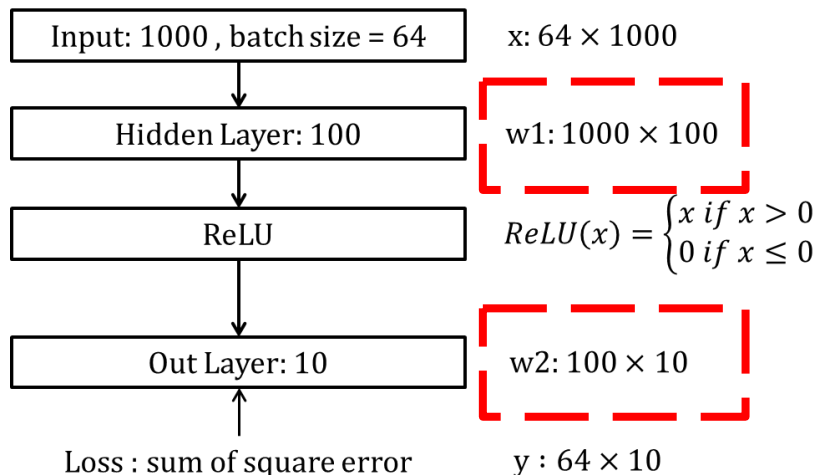 Input: 1000 , batch size = 64
x: 64 × 1000
Hidden Layer: 100
w1: 1000 × 100
ReLU
ReLU(x) = {x if x > 0
0 if x ≤ 0
Out Layer: 10
w2: 100 × 10
Loss : sum of square error
y : 64 × 10